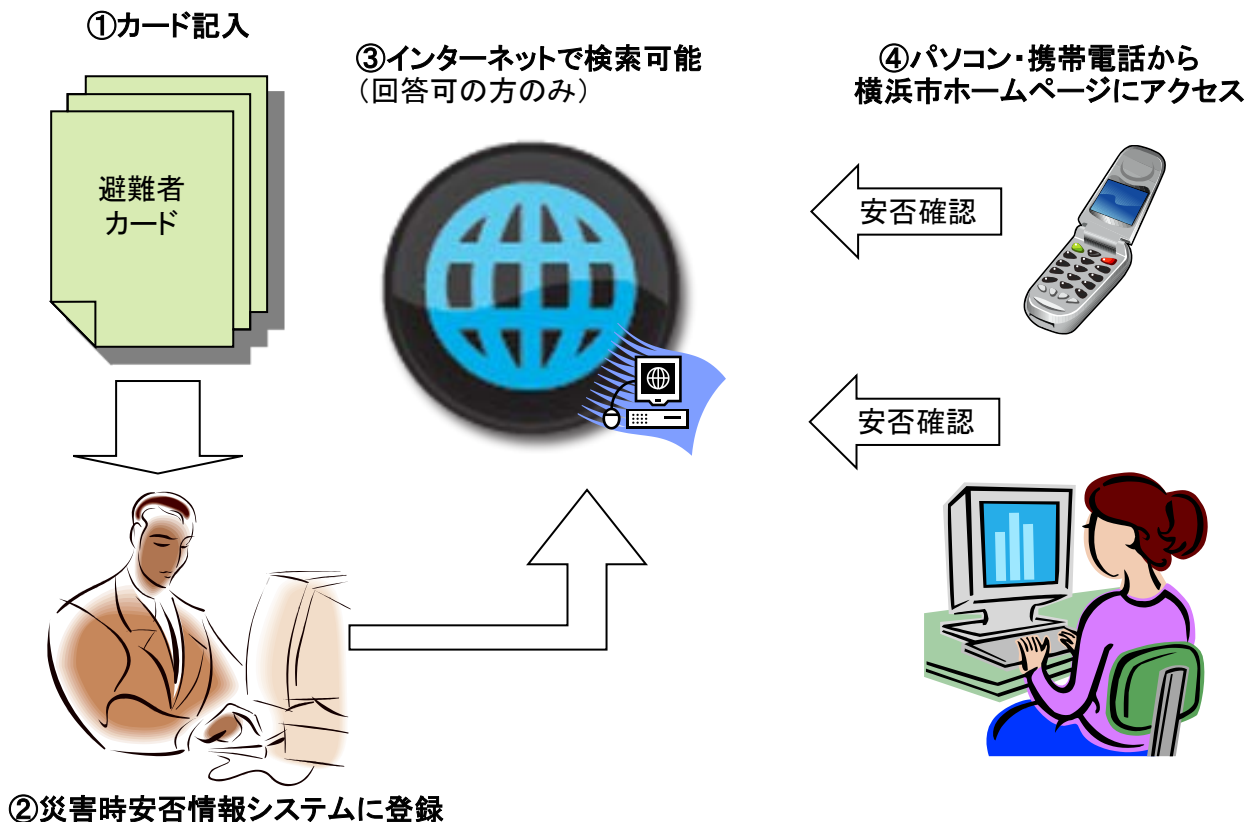 ①カード記入
避難者
カード
②災害時安否情報システムに登録
③インターネットで検索可能
（回答可の方のみ）
④パソコン・携帯電話から
横浜市ホームページにアクセス
安否確認
安否確認